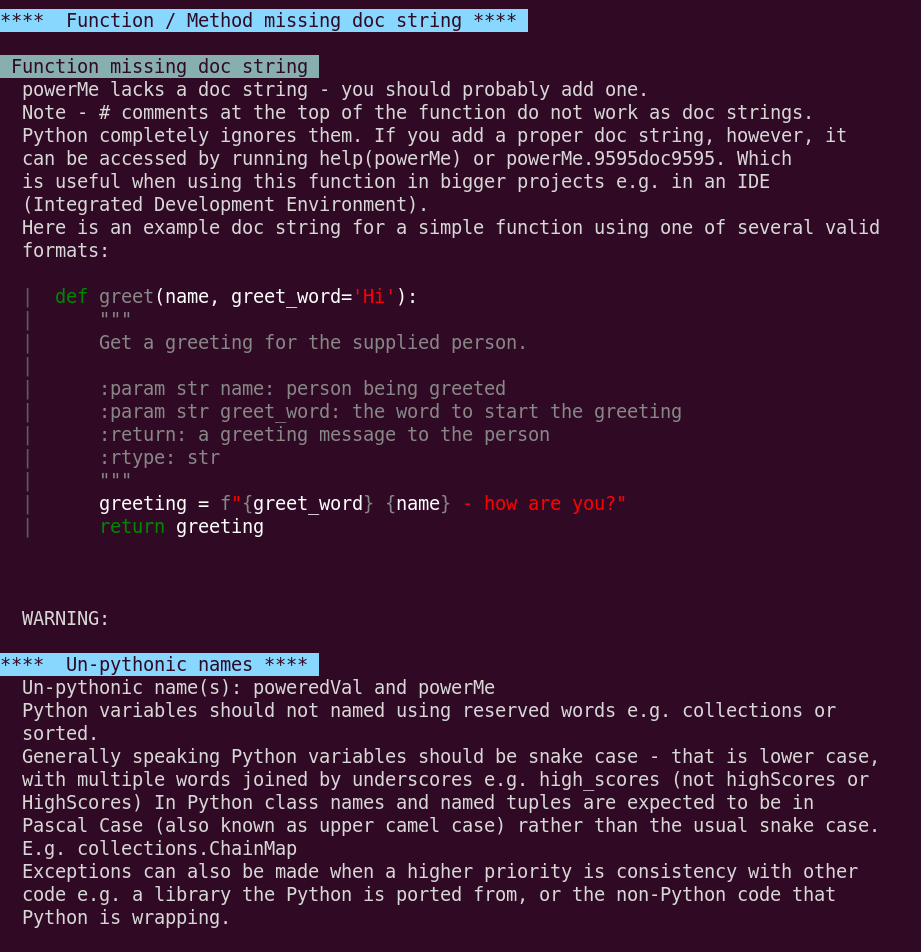 ****  Function / Method missing doc string ****
Function missing doc string
powerMe lacks a doc string - you should probably add one.
Note - # comments at the top of the function do not work as doc strings.
Python completely ignores them. If you add a proper doc string, however, it
can be accessed by running help(powerMe) or powerMe.9595doc9595. Which
is useful when using this function in bigger projects e.g. in an IDE
(Integrated Development Environment).
Here is an example doc string for a simple function using one of several valid
formats:
|  def greet(name, greet_word='Hi'):
|      """
|      Get a greeting for the supplied person.
|
|      :param str name: person being greeted
|      :param str greet_word: the word to start the greeting
|      :return: a greeting message to the person
|      :rtype: str
|      """
|      greeting = f"{greet_word} {name} - how are you?"
|      return greeting
WARNING:
****  Un-pythonic names ****
Un-pythonic name(s): poweredVal and powerMe
Python variables should not named using reserved words e.g. collections or
sorted.
Generally speaking Python variables should be snake case - that is lower case,
with multiple words joined by underscores e.g. high_scores (not highScores or
HighScores) In Python class names and named tuples are expected to be in
Pascal Case (also known as upper camel case) rather than the usual snake case.
E.g. collections.ChainMap
Exceptions can also be made when a higher priority is consistency with other
code e.g. a library the Python is ported from, or the non-Python code that
Python is wrapping.